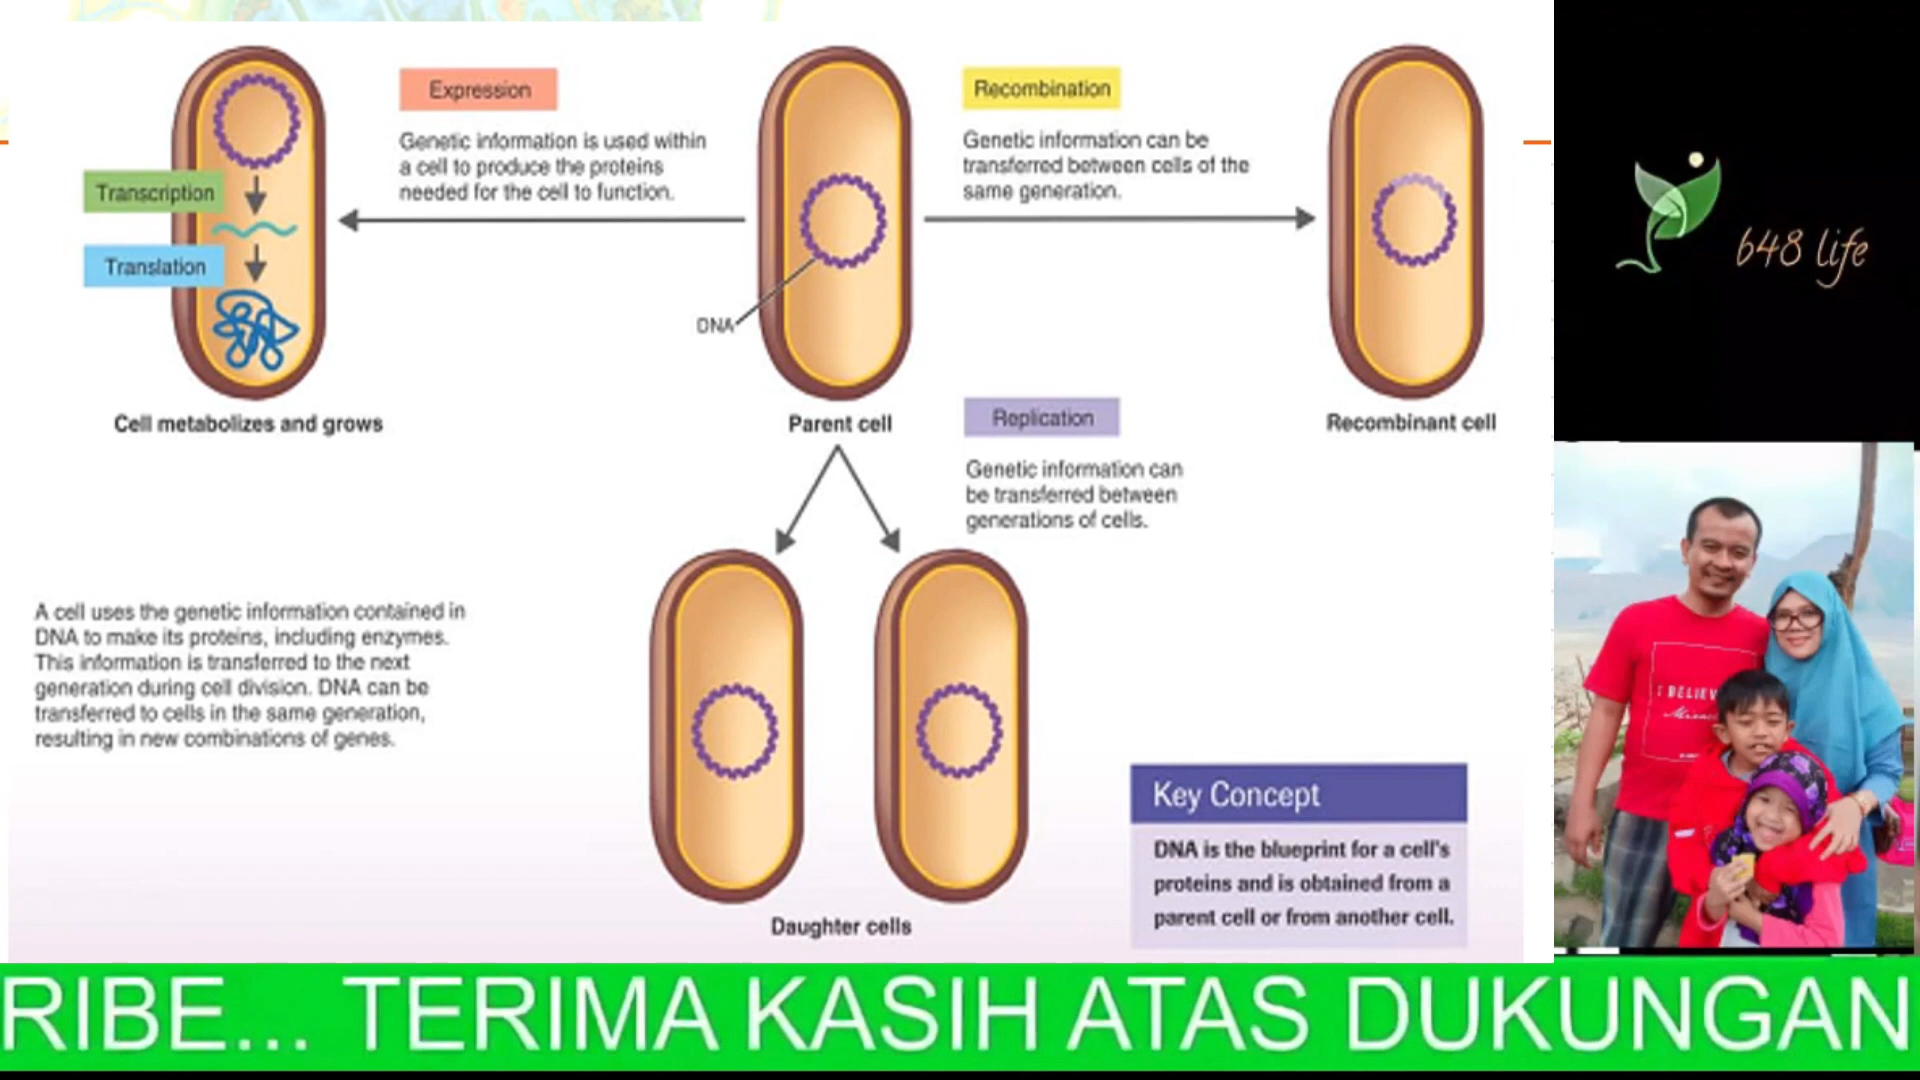 Expression
Genetic information is used within
a cell to produce the proteins
needed for the cell to function.
Recombination
Genetic information can be
transferred between cells of the
same generation.
Transcription
Translation
DNA
Cell metabolizes and grows
Parent cell
Recombinant cell
Replication
Genetic information can
be transferred between
generations of cells.
A cell uses the genetic information contained in
DNA to make its proteins, including enzymes.
This information is transferred to the next
generation during cell division. DNA can be
transferred to cells in the same generation,
resulting in new combinations of genes.
Daughter cells
Key Concept
DNA is the blueprint for a cell's
proteins and is obtained from a
parent cell or from another cell.
648 life
I BELIEV
RIBE... TERIMA KASIH ATAS DUKUNGAN